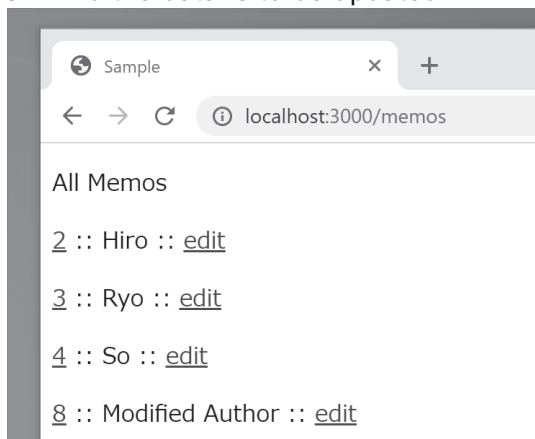 Sample
localhost:3000/memos
All Memos
2 :: Hiro :: edit
3 :: Ryo :: edit
4 :: So :: edit
8 :: Modified Author :: edit